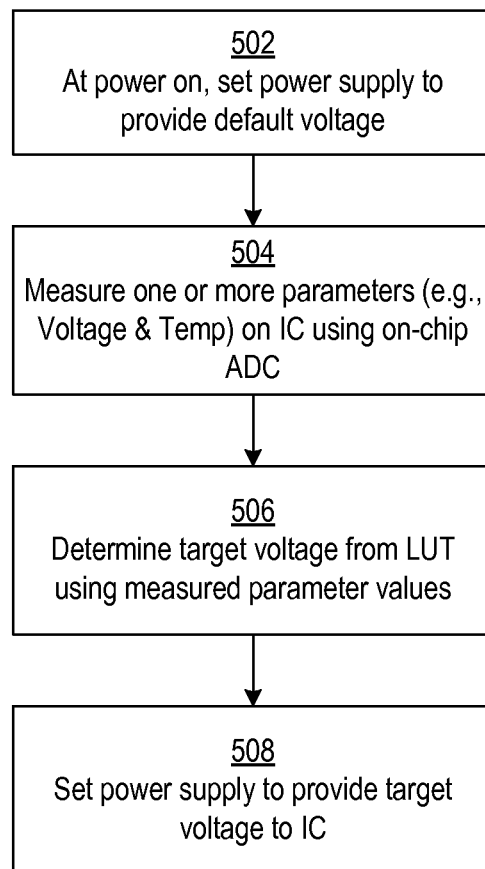 502
At power on, set power supply to
provide default voltage
504
Measure one or more parameters (e.g.,
Voltage & Temp) on IC using on-chip
ADC
506
Determine target voltage from LUT
using measured parameter values
508
Set power supply to provide target
voltage to IC